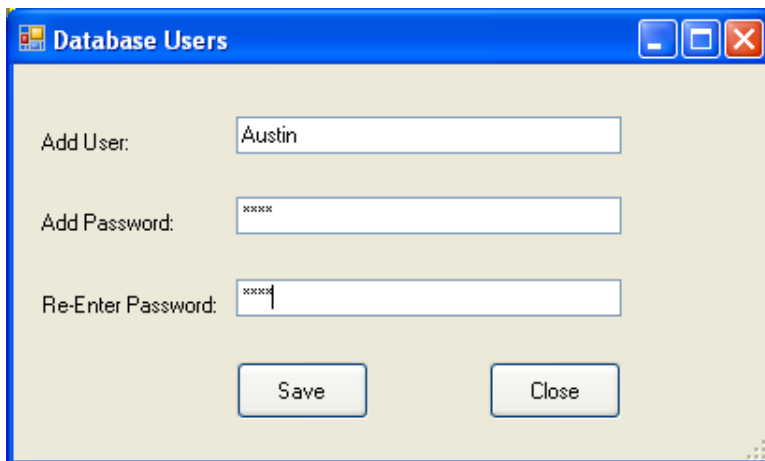 Database Users
Add User: Austin
Add Password: ****
Re-Enter Password: ****
Save Close